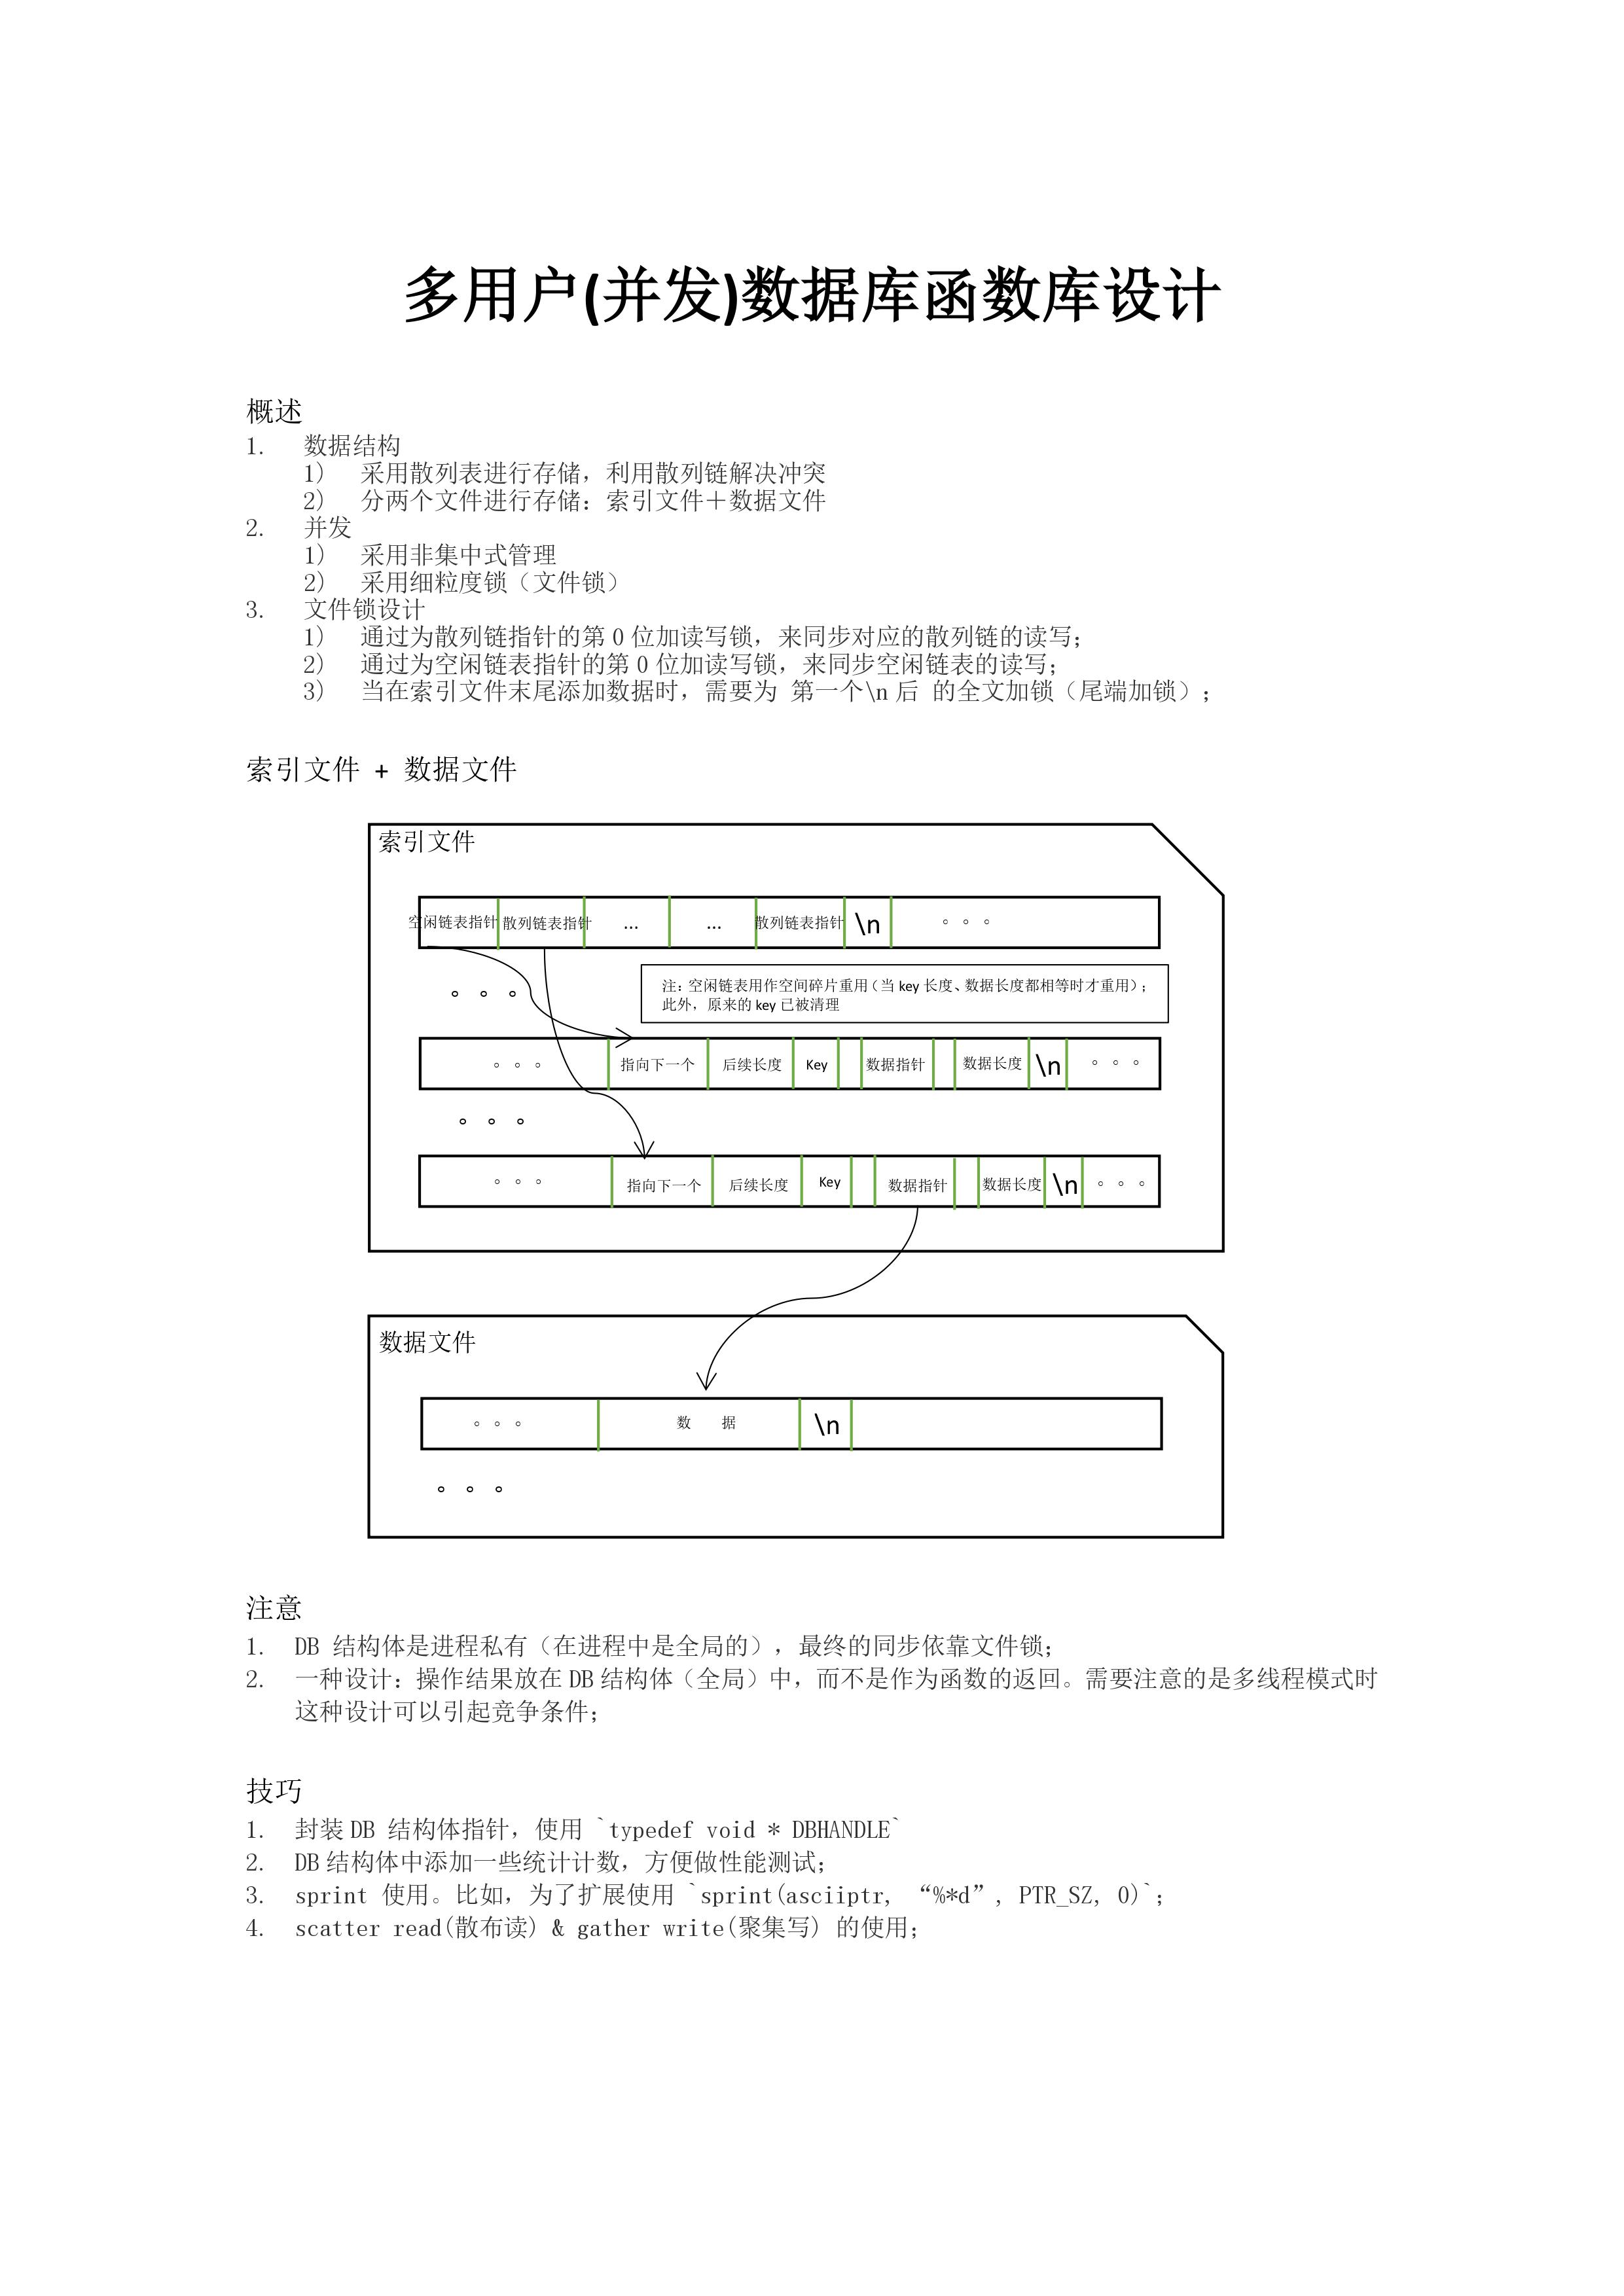 多用户(并发)数据库函数库设计
概述
1. 数据结构
1) 采用散列表进行存储，利用散列链解决冲突
2) 分两个文件进行存储：索引文件＋数据文件
2. 并发
1) 采用非集中式管理
2) 采用细粒度锁（文件锁）
3. 文件锁设计
1) 通过为散列链指针的第 0 位加读写锁，来同步对应的散列链的读写；
2) 通过为空闲链表指针的第 0 位加读写锁，来同步空闲链表的读写；
3) 当在索引文件末尾添加数据时，需要为 第一个\n 后 的全文加锁（尾端加锁）；
索引文件 + 数据文件
索引文件
空闲链表指针 散列链表指针 ... ... 散列链表指针 \n 。。。
注：空闲链表用作空间碎片重用（当 key 长度、数据长度都相等时才重用）；
此外，原来的 key 已被清理
。。。
。。。 指向下一个 后续长度 Key 数据指针 数据长度 \n 。。。
。。。
。。。 指向下一个 后续长度 Key 数据指针 数据长度 \n 。。。
数据文件
。。。 数 据 \n
。。。
注意
1. DB 结构体是进程私有（在进程中是全局的），最终的同步依靠文件锁；
2. 一种设计：操作结果放在 DB 结构体（全局）中，而不是作为函数的返回。需要注意的是多线程模式时
这种设计可以引起竞争条件；
技巧
1. 封装 DB 结构体指针，使用 `typedef void * DBHANDLE`
2. DB 结构体中添加一些统计计数，方便做性能测试；
3. sprint 使用。比如，为了扩展使用 `sprint(asciiptr, “%*d”, PTR_SZ, 0)`；
4. scatter read(散布读) & gather write(聚集写) 的使用；